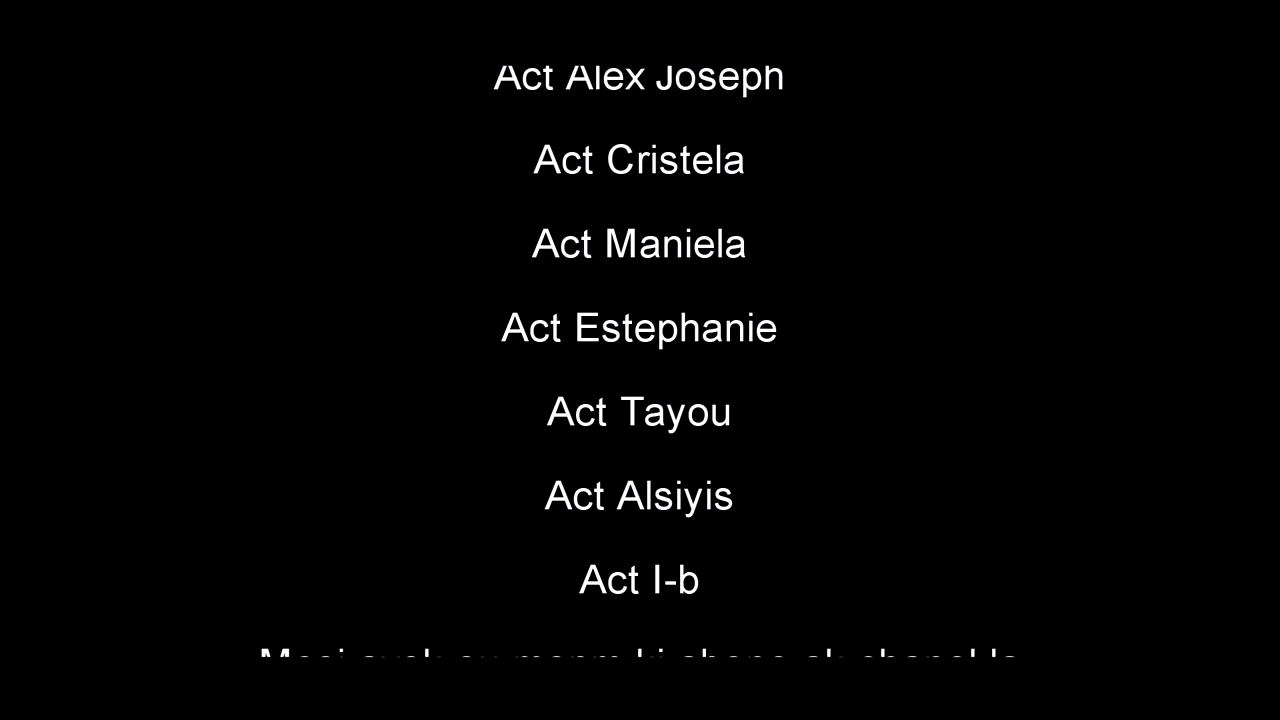 Act Alex Joseph
Act Cristela
Act Maniela
Act Estephanie
Act Tayou
Act Alsiyis
Act I-b